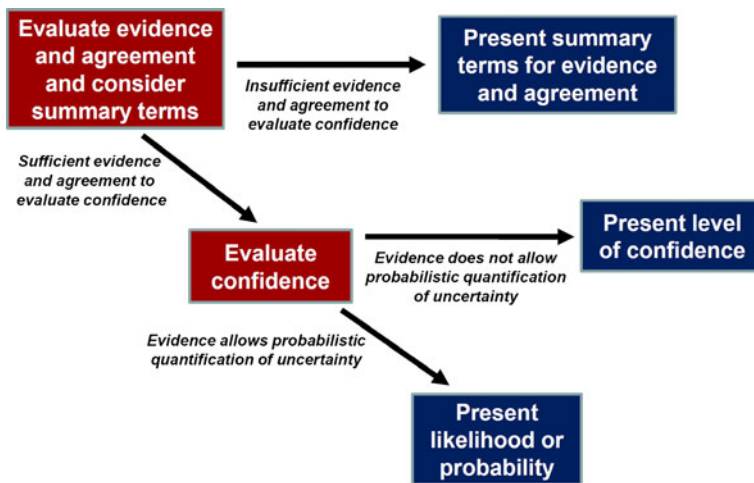 Evaluate evidence
and agreement
and consider
summary terms
Insufficient evidence
and agreement to
evaluate confidence
Present summary
terms for evidence
and agreement
Sufficient evidence
and agreement to
evaluate confidence
Evaluate
confidence
Evidence does not allow
probabilistic quantification
of uncertainty
Present level
of confidence
Evidence allows probabilistic
quantification of uncertainty
Present
likelihood or
probability